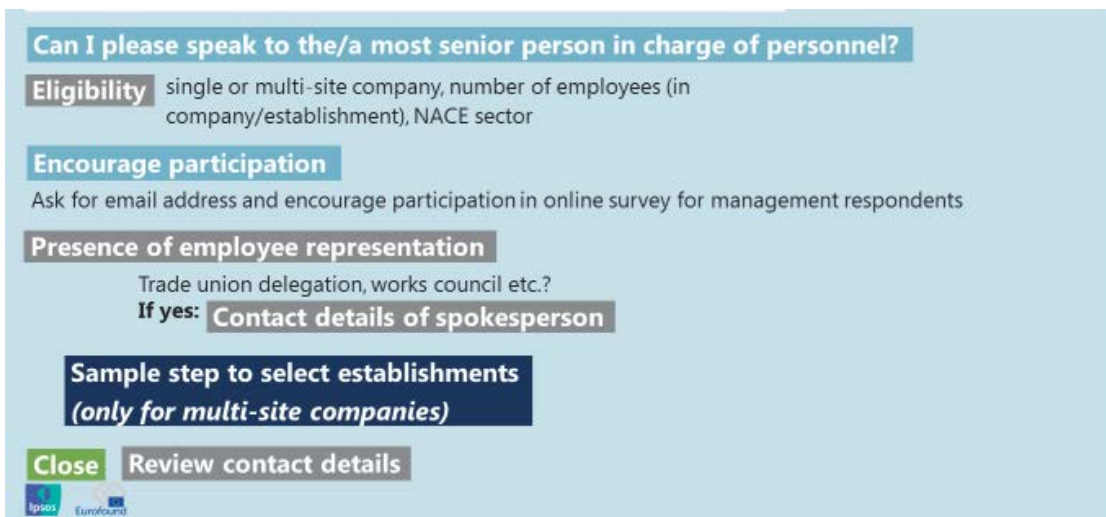 Can I please speak to the/a most senior person in charge of personnel?
Eligibility single or multi-site company, number of employees (in
company/establishment), NACE sector
Encourage participation
Ask for email address and encourage participation in online survey for management respondents
Presence of employee representation
Trade union delegation, works council etc.?
If yes: Contact details of spokesperson
Sample step to select establishments
(only for multi-site companies)
Close Review contact details
Ipsos Eurofound